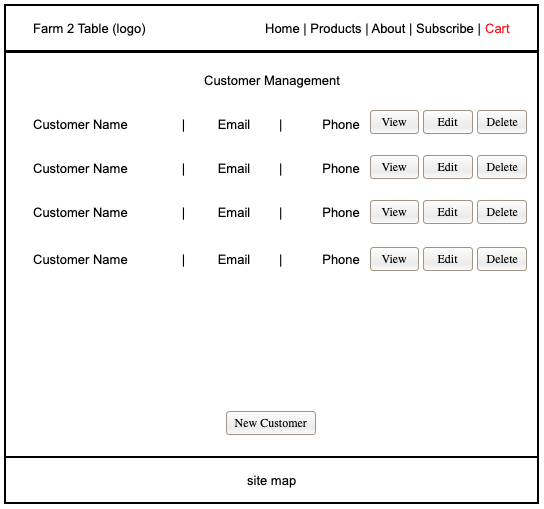 Farm 2 Table (logo) Home | Products | About | Subscribe | Cart
Customer Management
Customer Name | Email | Phone View Edit Delete
Customer Name | Email | Phone View Edit Delete
Customer Name | Email | Phone View Edit Delete
Customer Name | Email | Phone View Edit Delete
New Customer
site map